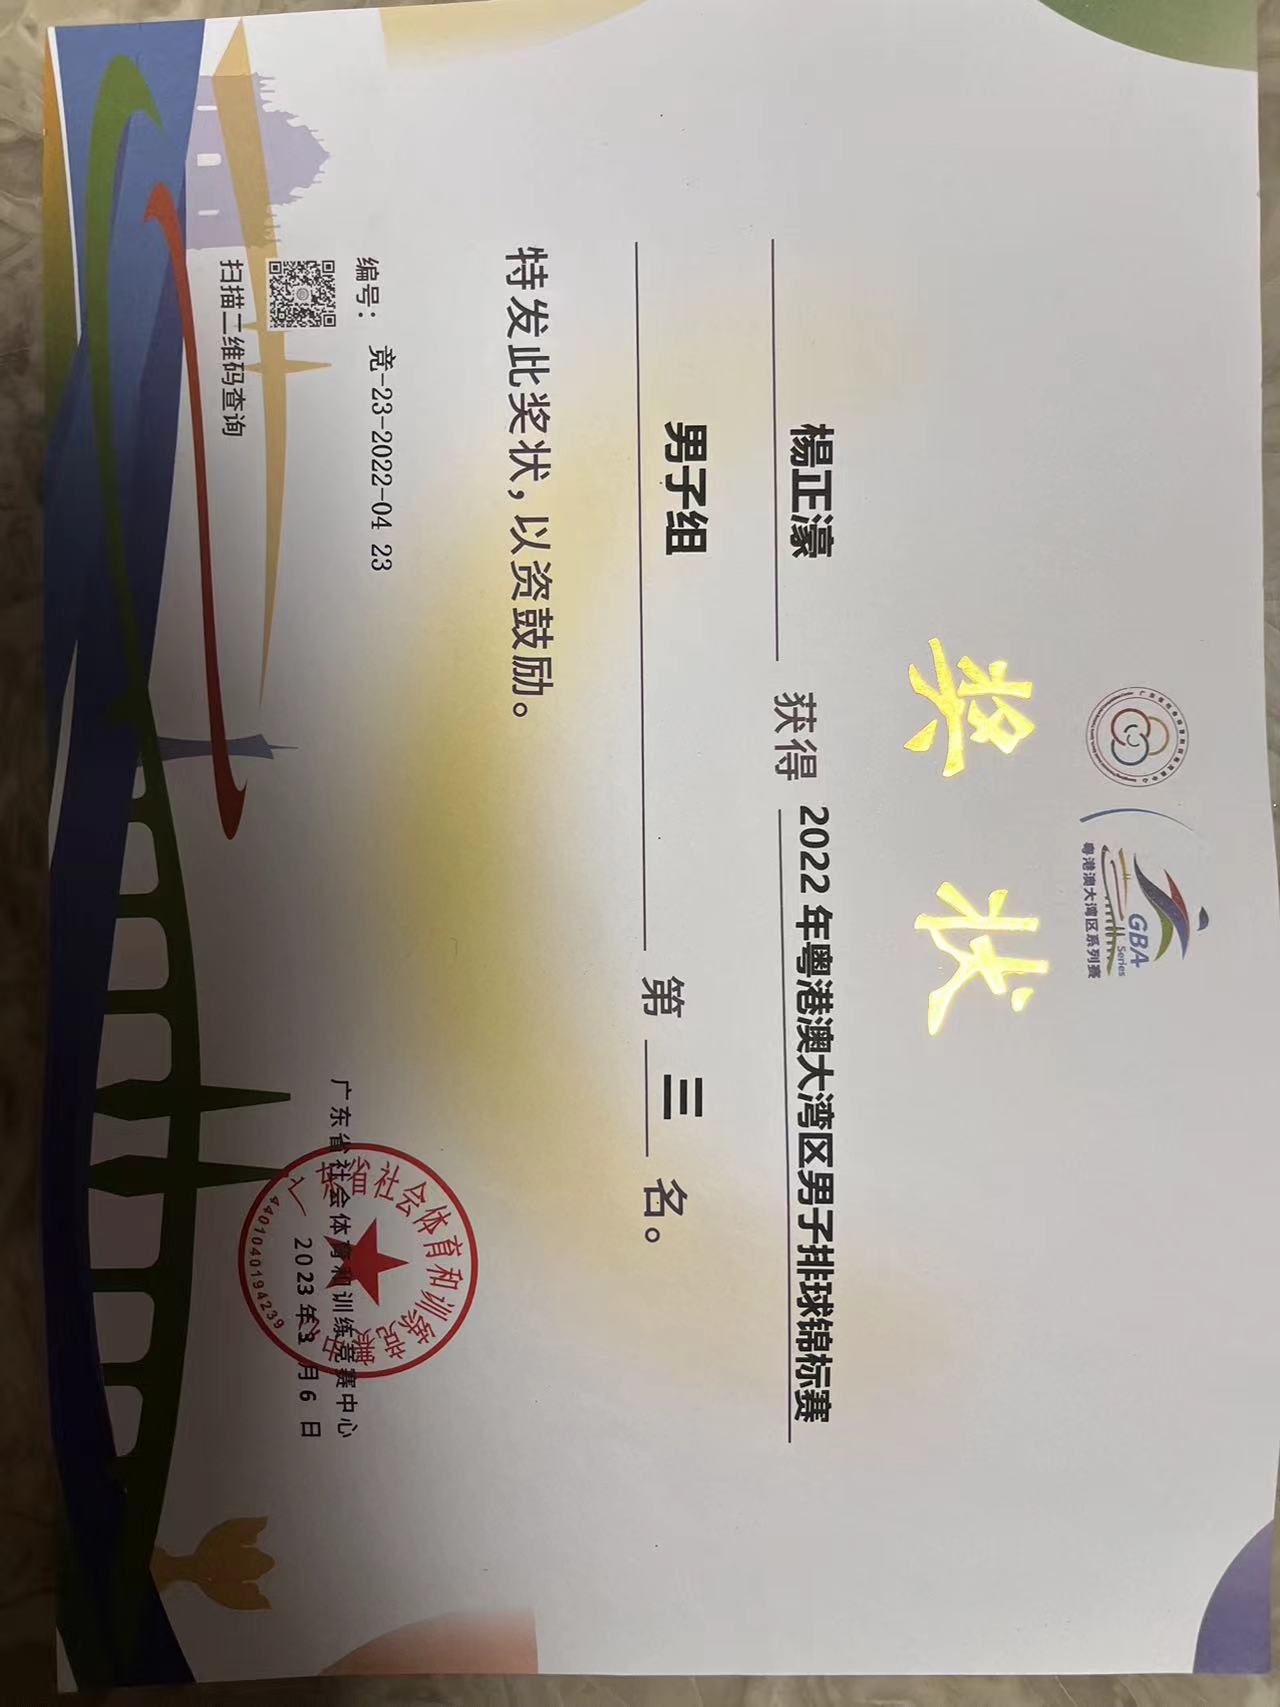 GBA
Series
粤港澳大湾区系列赛
奖 状
楊正濠 获得 2022年粤港澳大湾区男子排球锦标赛
男子组 第 三 名。
特发此奖状,以资鼓励。
编号: 竞-23-2022-04 23
扫描二维码查询
广东省社会体育和训练竞赛中心
2023年3月6日
广东省社会体育和训练竞赛中心
4401040194239